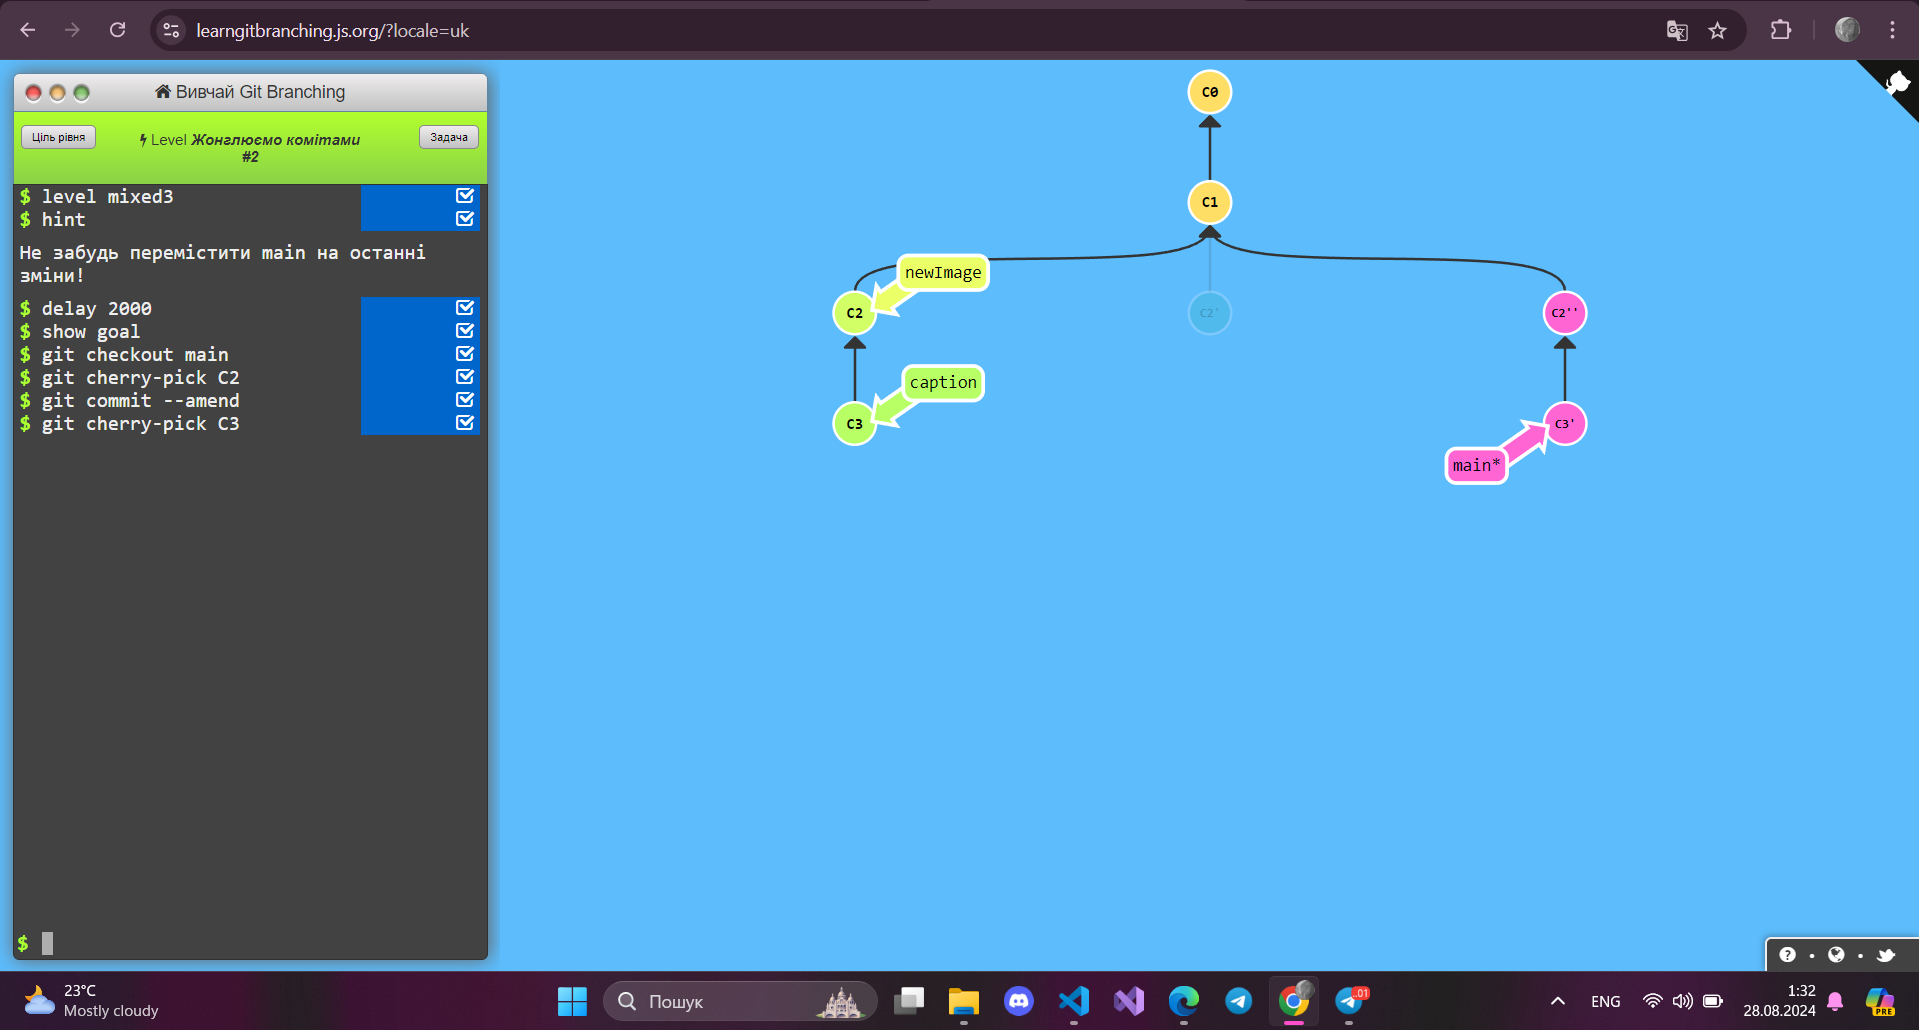 learngitbranching.js.org/?locale=uk
Вивчай Git Branching
Ціль рівня
Level Жонглюємо комітами
#2
Задача
$ level mixed3
$ hint
Не забудь перемістити main на останні
зміни!
$ delay 2000
$ show goal
$ git checkout main
$ git cherry-pick C2
$ git commit --amend
$ git cherry-pick C3
$
C0
C1
newImage
C2
C2'
C2''
caption
C3
C3'
main*
23°C
Mostly cloudy
Пошук
.01
ENG
1:32
28.08.2024
PRE